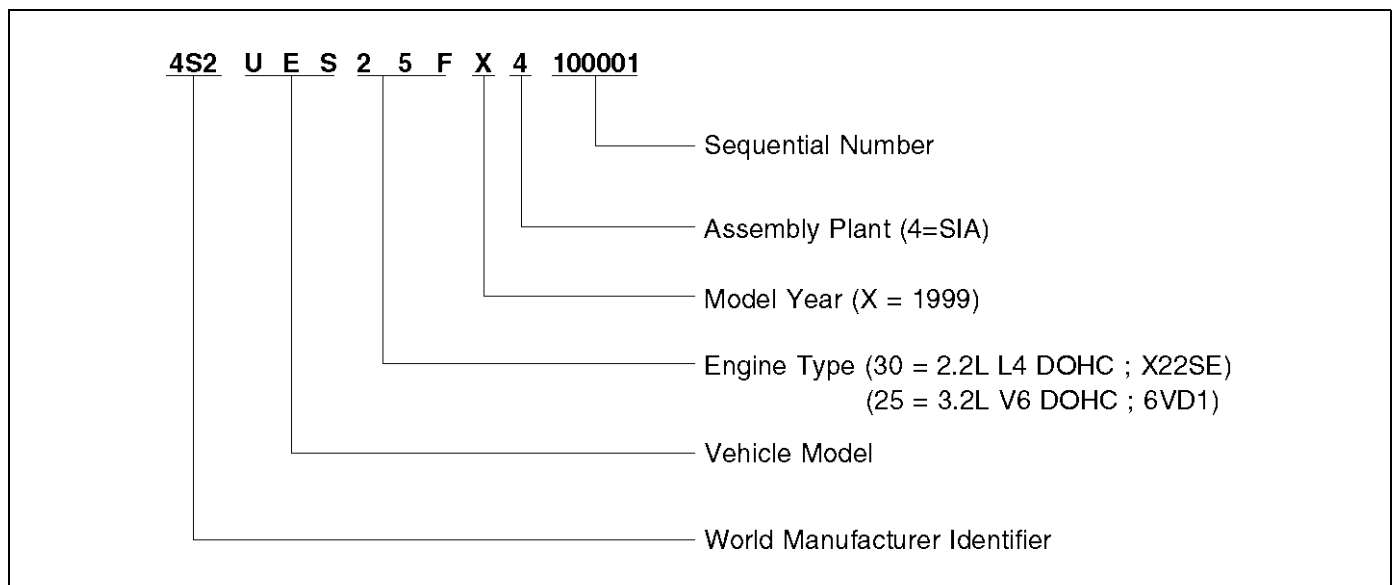 4S2 U E S 2 5 F X 4 100001
Sequential Number
Assembly Plant (4=SIA)
Model Year (X = 1999)
Engine Type (30 = 2.2L L4 DOHC ; X22SE)
(25 = 3.2L V6 DOHC ; 6VD1)
Vehicle Model
World Manufacturer Identifier